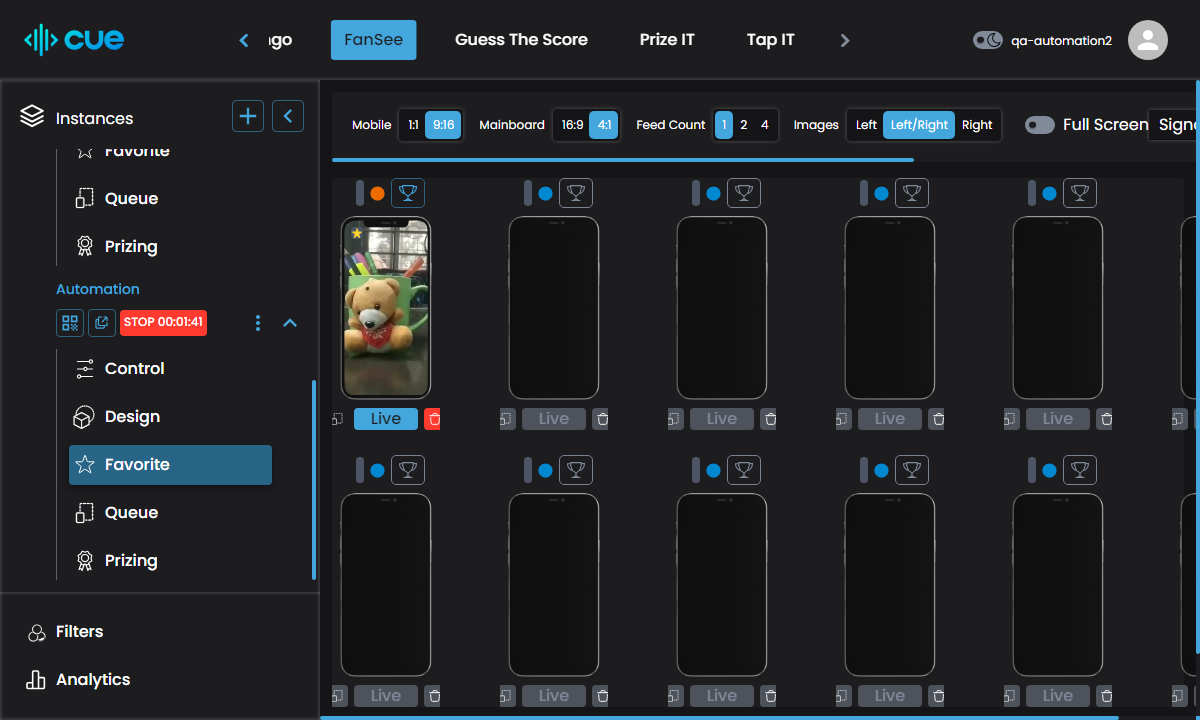 cue
FanSee
Guess The Score
Prize IT
Tap IT
qa-automation2
Instances
Favorite
Queue
Prizing
Automation
STOP 00:01:41
Control
Design
Favorite
Queue
Prizing
Filters
Analytics
Mobile 1:1 9:16 Mainboard 16:9 4:1 Feed Count 1 2 4 Images Left Left/Right Right Full Screen
Live Live Live Live Live
Live Live Live Live Live